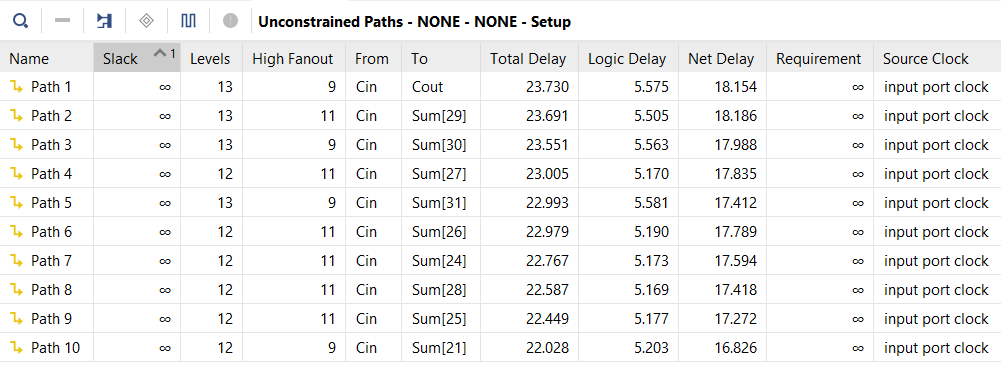 Unconstrained Paths - NONE - NONE - Setup
Name Slack 1 Levels High Fanout From To Total Delay Logic Delay Net Delay Requirement Source Clock
Path 1 ∞ 13 9 Cin Cout 23.730 5.575 18.154 ∞ input port clock
Path 2 ∞ 13 11 Cin Sum[29] 23.691 5.505 18.186 ∞ input port clock
Path 3 ∞ 13 9 Cin Sum[30] 23.551 5.563 17.988 ∞ input port clock
Path 4 ∞ 12 11 Cin Sum[27] 23.005 5.170 17.835 ∞ input port clock
Path 5 ∞ 13 9 Cin Sum[31] 22.993 5.581 17.412 ∞ input port clock
Path 6 ∞ 12 11 Cin Sum[26] 22.979 5.190 17.789 ∞ input port clock
Path 7 ∞ 12 11 Cin Sum[24] 22.767 5.173 17.594 ∞ input port clock
Path 8 ∞ 12 11 Cin Sum[28] 22.587 5.169 17.418 ∞ input port clock
Path 9 ∞ 12 11 Cin Sum[25] 22.449 5.177 17.272 ∞ input port clock
Path 10 ∞ 12 9 Cin Sum[21] 22.028 5.203 16.826 ∞ input port clock